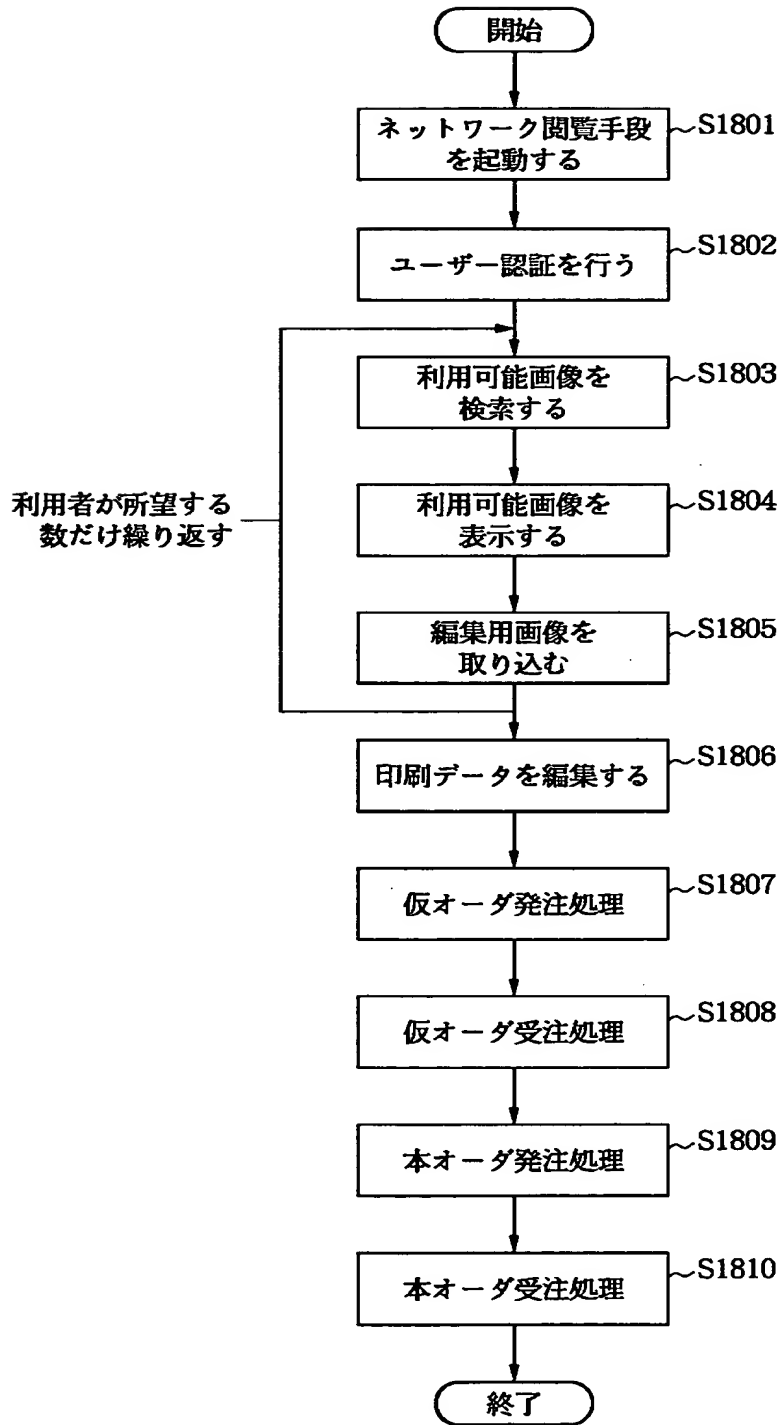 開始
ネットワーク閲覧手段
を起動する
~S1801
ユーザー認証を行う
~S1802
利用可能画像を
検索する
~S1803
利用者が所望する
数だけ繰り返す
利用可能画像を
表示する
~S1804
編集用画像を
取り込む
~S1805
印刷データを編集する
~S1806
仮オーダ発注処理
~S1807
仮オーダ受注処理
~S1808
本オーダ発注処理
~S1809
本オーダ受注処理
~S1810
終了